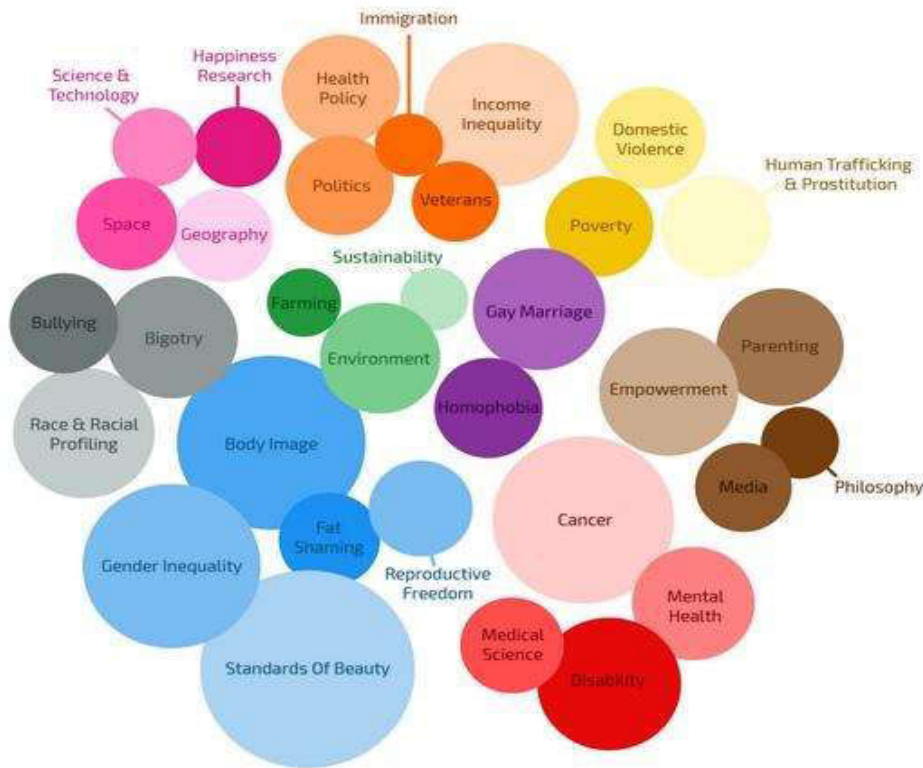 Immigration
Happiness
Research
Science &
Technology
Health
Policy
Income
Inequality
Domestic
Violence
Human Trafficking
& Prostitution
Politics
Veterans
Space
Geography
Poverty
Sustainability
Farming
Gay Marriage
Bullying
Bigotry
Environment
Parenting
Empowerment
Homophobia
Race & Racial
Profiling
Body Image
Media
Philosophy
Cancer
Fat
Shaming
Gender Inequality
Reproductive
Freedom
Mental
Health
Medical
Science
Standards Of Beauty
Disability